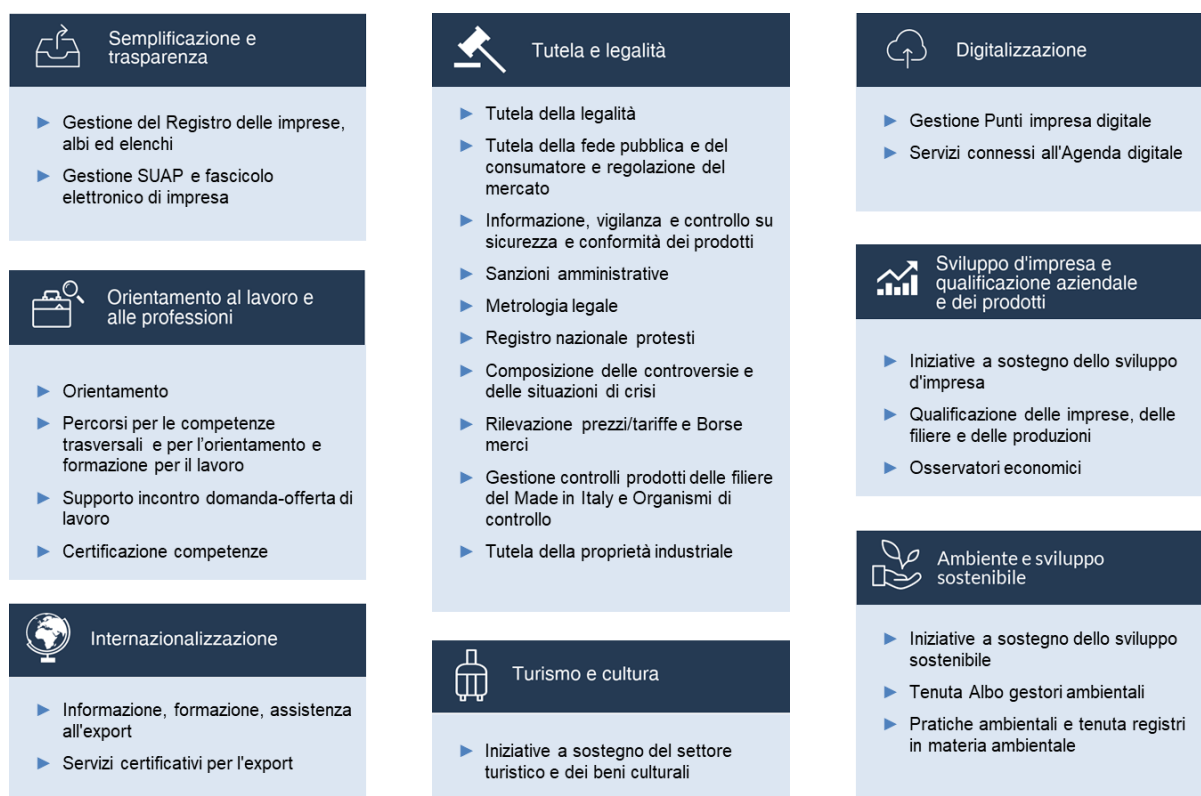 Semplificazione e
trasparenza
Gestione del Registro delle imprese,
albi ed elenchi
Gestione SUAP e fascicolo
elettronico di impresa
Orientamento al lavoro e
alle professioni
Orientamento
Percorsi per le competenze
trasversali e per l'orientamento e
formazione per il lavoro
Supporto incontro domanda-offerta di
lavoro
Certificazione competenze
Internazionalizzazione
Informazione, formazione, assistenza
all'export
Servizi certificativi per l'export
Tutela e legalità
Tutela della legalità
Tutela della fede pubblica e del
consumatore e regolazione del
mercato
Informazione, vigilanza e controllo su
sicurezza e conformità dei prodotti
Sanzioni amministrative
Metrologia legale
Registro nazionale protesti
Composizione delle controversie e
delle situazioni di crisi
Rilevazione prezzi/tariffe e Borse
merci
Gestione controlli prodotti delle filiere
del Made in Italy e Organismi di
controllo
Tutela della proprietà industriale
Turismo e cultura
Iniziative a sostegno del settore
turistico e dei beni culturali
Digitalizzazione
Gestione Punti impresa digitale
Servizi connessi all'Agenda digitale
Sviluppo d'impresa e
qualificazione aziendale
e dei prodotti
Iniziative a sostegno dello sviluppo
d'impresa
Qualificazione delle imprese, delle
filiere e delle produzioni
Osservatori economici
Ambiente e sviluppo
sostenibile
Iniziative a sostegno dello sviluppo
sostenibile
Tenuta Albo gestori ambientali
Pratiche ambientali e tenuta registri
in materia ambientale